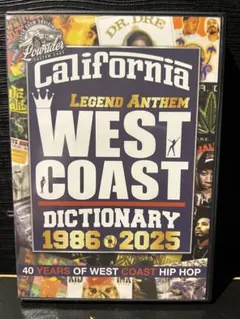 Lowrider
DR. DRE
California
LEGEND ANTHEM
WEST
COAST
DICTIONARY
1986 2025
40 YEARS OF WEST COAST HIP HOP